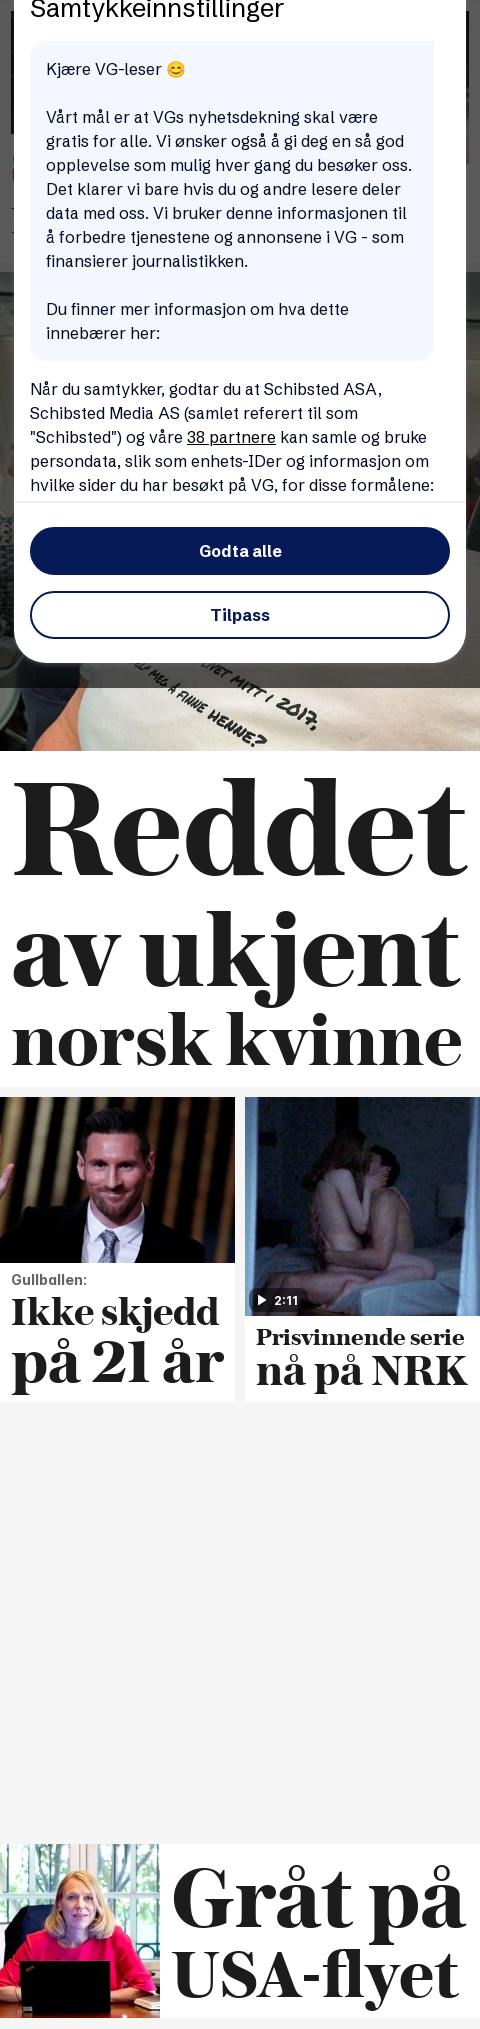 Samtykkeinnstillinger
Kjære VG-leser 😊
Vårt mål er at VGs nyhetsdekning skal være
gratis for alle. Vi ønsker også å gi deg en så god
opplevelse som mulig hver gang du besøker oss.
Det klarer vi bare hvis du og andre lesere deler
data med oss. Vi bruker denne informasjonen til
å forbedre tjenestene og annonsene i VG - som
finansierer journalistikken.
Du finner mer informasjon om hva dette
innebærer her:
Når du samtykker, godtar du at Schibsted ASA,
Schibsted Media AS (samlet referert til som
"Schibsted") og våre 38 partnere kan samle og bruke
persondata, slik som enhets-IDer og informasjon om
hvilke sider du har besøkt på VG, for disse formålene:
Godta alle
Tilpass
MITT I 2017,
MEG Å FINNE HENNE?
Reddet
av ukjent
norsk kvinne
Gullballen:
Ikke skjedd
på 21 år
2:11
Prisvinnende serie
nå på NRK
Gråt på
USA-flyet